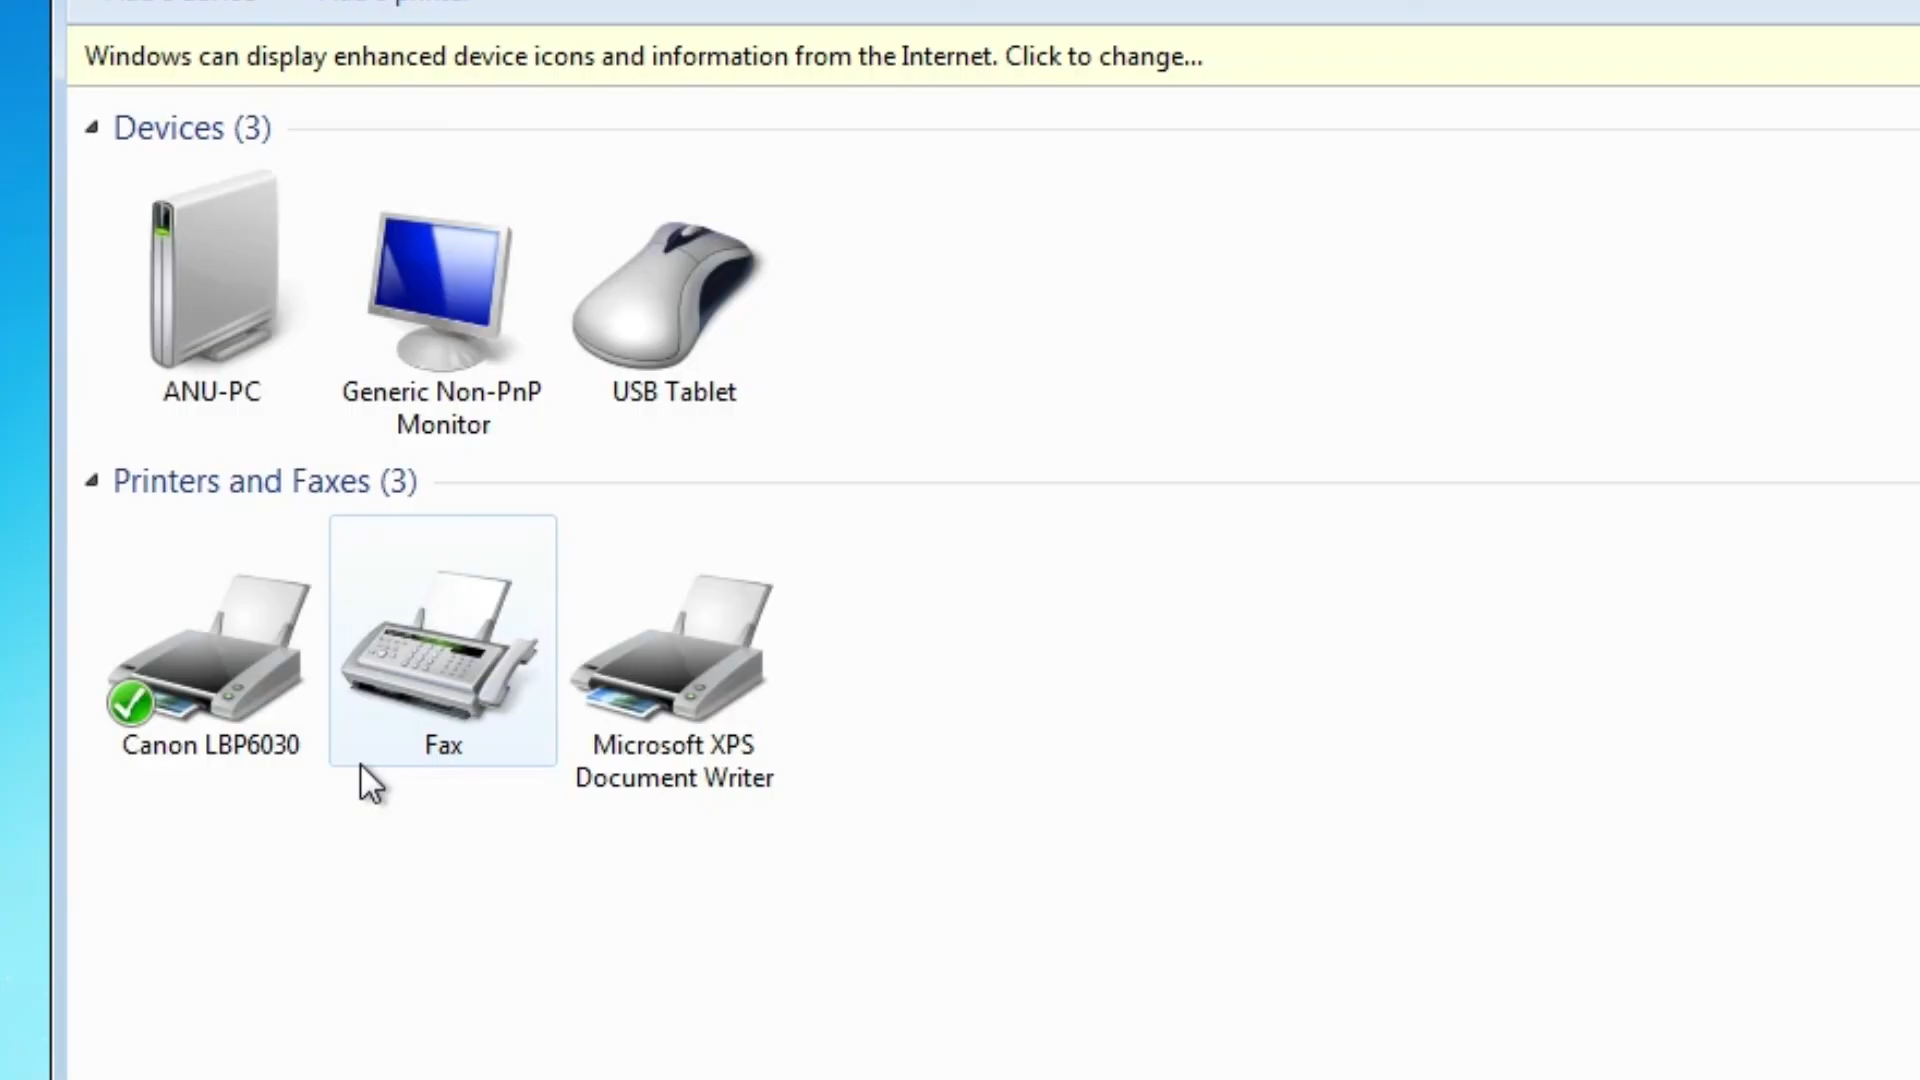 Windows can display enhanced device icons and information from the Internet. Click to change...
Devices (3)
ANU-PC
Generic Non-PnP
Monitor
USB Tablet
Printers and Faxes (3)
Canon LBP6030
Fax
Microsoft XPS
Document Writer